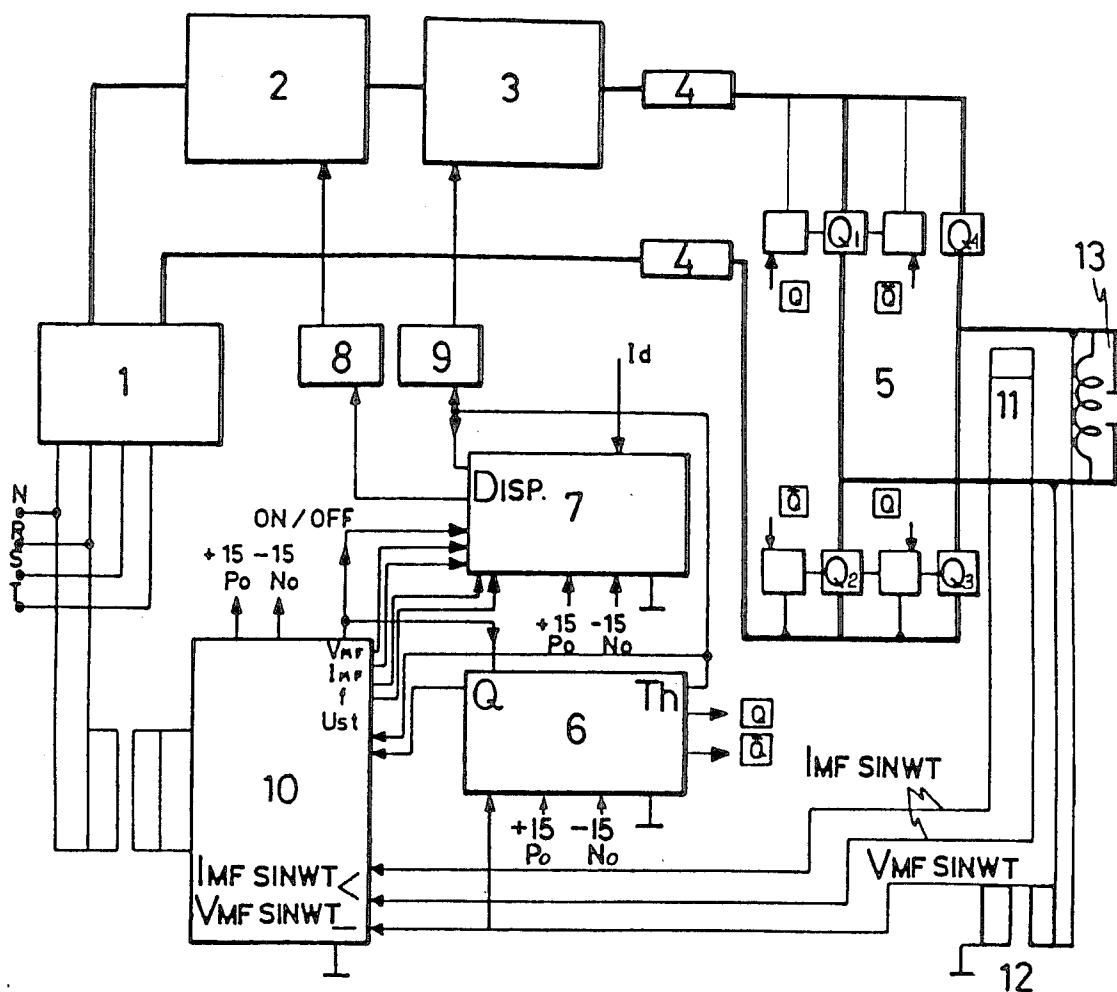 2
3
4
Q1
Q4
Q
Q̄
13
4
1
8
9
Id
5
11
N
R
S
T
DISP.
7
ON/OFF
Q̄
Q
+15 -15
Po No
Q2
Q3
+15 -15
Po No
VMF
IMF
f
Ust
Q
Th
6
Q
Q̄
10
+15 -15
Po No
IMF SINWT
VMF SINWT
IMF SINWT <
VMF SINWT_
12